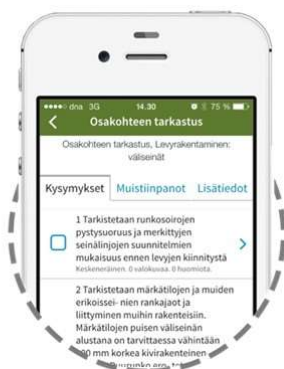 dna 3G 14.30 75 %
Osakohteen tarkastus
Osakohteen tarkastus, Levyrakentaminen:
väliseinät
Kysymykset Muistiinpanot Lisätiedot
1 Tarkistetaan runkosoirojen
pystysuoruus ja merkittyjen
seinälinjojen suunnitelmien
mukaisuus ennen levyjen kiinnitystä
Keskeneräinen. 0 valokuvaa. 0 huomiota.
2 Tarkistetaan märkätilojen ja muiden
erikoissei- nien rankajaot ja
liittyminen muihin rakenteisiin.
Märkätilojen puisen väliseinän
alustana on tarvittaessa vähintään
mm korkea kivirakenteinen